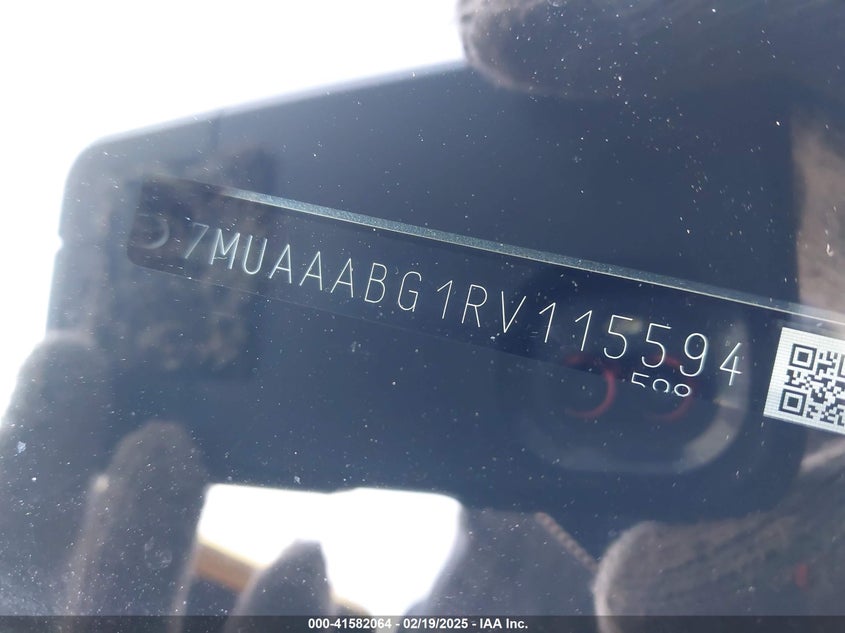 7MUAAABG1RV115594
000-41582064 - 02/19/2025 - IAA Inc.